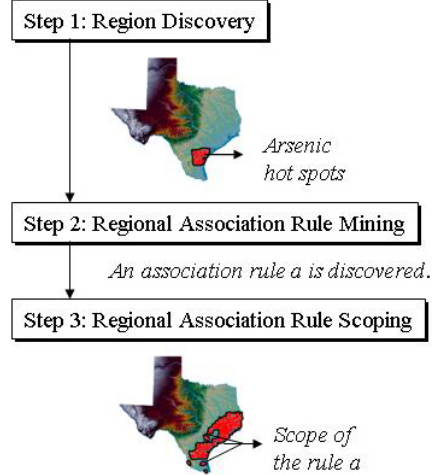 Step 1: Region Discovery
Arsenic
hot spots
Step 2: Regional Association Rule Mining
An association rule a is discovered.
Step 3: Regional Association Rule Scoping
Scope of
the rule a